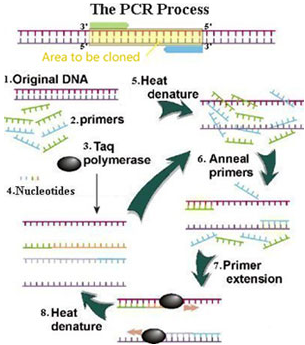 The PCR Process
3' 5'
5' 3'
Area to be cloned
1.Original DNA
2.primers
3.Taq
polymerase
4.Nucleotides
5.Heat
denature
6. Anneal
primers
7.Primer
extension
8.Heat
denature